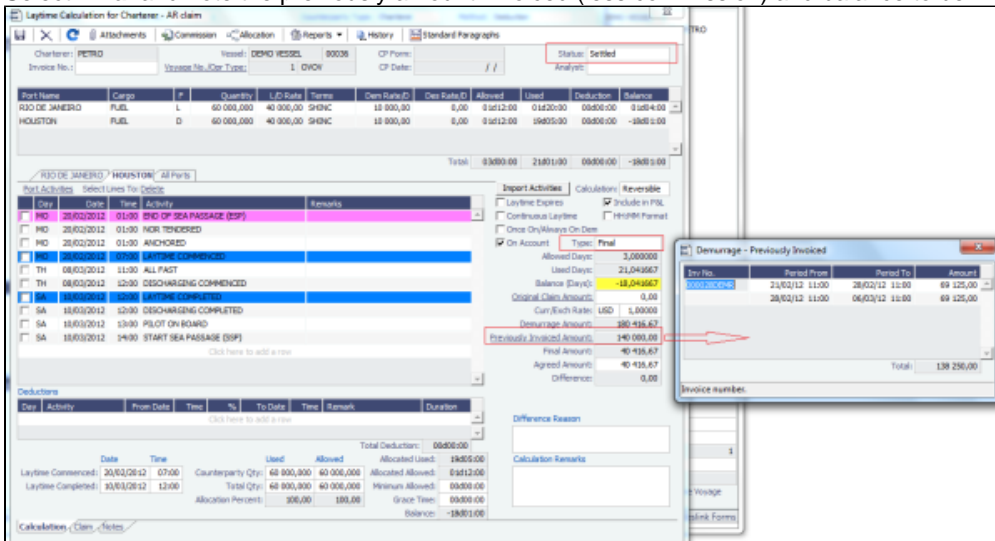 Laytime Calculation for Charterer - AR claim
Attachments Commission Allocation Reports History Standard Paragraphs
Charterer: PETRO Vessel: DEMO VESSEL 00036 CP Form: Status: Settled
Invoice No.: Voyage No./Opr Type: 1 OVOV CP Date: / / Analyst:
Port Name Cargo F Quantity L/D Rate Terms Dem Rate/D Des Rate/D Allowed Used Deduction Balance
RIO DE JANEIRO FUEL L 60 000,000 40 000,00 SHINC 10 000,00 0,00 01d12:00 01d20:00 00d00:00
HOUSTON FUEL D 60 000,000 40 000,00 SHINC 10 000,00 0,00 01d12:00 19d05:00 00d00:00
Total: 03d00:00 21d01:00 00d00:00 -18d01:00
RIO DE JANEIRO HOUSTON All Ports
Port Activities Select Lines To: Delete Import Activities Calculation: Reversible
Day Date Time Activity Remarks
Laytime Expires Include in P&L
MO 20/02/2012 01:00 END OF SEA PASSAGE (ESP)
Continuous Laytime HH:MM Format
MO 20/02/2012 01:00 NOR TENDERED
Once On/Always On Dem
MO 20/02/2012 01:00 ANCHORED
On Account Type: Final
MO 20/02/2012 07:00 LAYTIME COMMENCED
Allowed Days: 3,000000
TH 08/03/2012 11:00 ALL FAST
Used Days: 21,041667
TH 08/03/2012 12:00 DISCHARGING COMMENCED
Balance (Days): -18,041667
SA 10/03/2012 12:00 LAYTIME COMPLETED
Original Claim Amount: 0,00
SA 10/03/2012 12:00 DISCHARGING COMPLETED
Curr/Exch Rate: USD 1,00000
SA 10/03/2012 13:00 PILOT ON BOARD
Demurrage Amount: 180 416,67
SA 10/03/2012 14:00 START SEA PASSAGE (SSP)
Previously Invoiced Amount: 140 000,00
Click here to add a row
Final Amount: 40 416,67
Agreed Amount: 40 416,67
Difference: 0,00
Demurrage - Previously Invoiced
Inv No. Period From Period To Amount
21/02/12 11:00 28/02/12 11:00 69 125,00
28/02/12 11:00 06/03/12 11:00 69 125,00
Total: 138 250,00
Invoice number.
Deductions
Day Activity From Date Time % To Date Time Remark Duration
Click here to add a row
Difference Reason
Total Deduction: 00d00:00
Date Time Used Allowed Allocated Used: 19d05:00 Calculation Remarks
Laytime Commenced: 20/02/2012 07:00 Counterparty Qty: 60 000,000 60 000,000 Allocated Allowed: 01d12:00
Laytime Completed: 10/03/2012 12:00 Total Qty: 60 000,000 60 000,000 Minimum Allowed: 00d00:00
Allocation Percent: 100,00 100,00 Grace Time: 00d00:00
Balance: -18d01:00
Calculation Claim Notes
1
Voyage
Forms